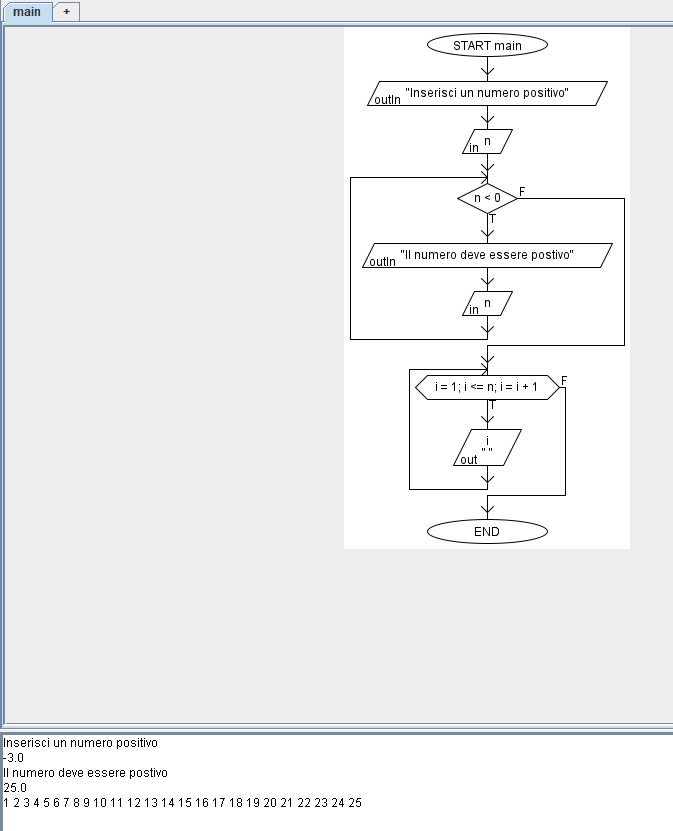 main +
START main
"Inserisci un numero positivo"
outln
n
in
n < 0 F
T
"Il numero deve essere postivo"
outln
n
in
i = 1; i <= n; i = i + 1 F
T
i
" "
out
END
Inserisci un numero positivo
-3.0
Il numero deve essere postivo
25.0
1 2 3 4 5 6 7 8 9 10 11 12 13 14 15 16 17 18 19 20 21 22 23 24 25